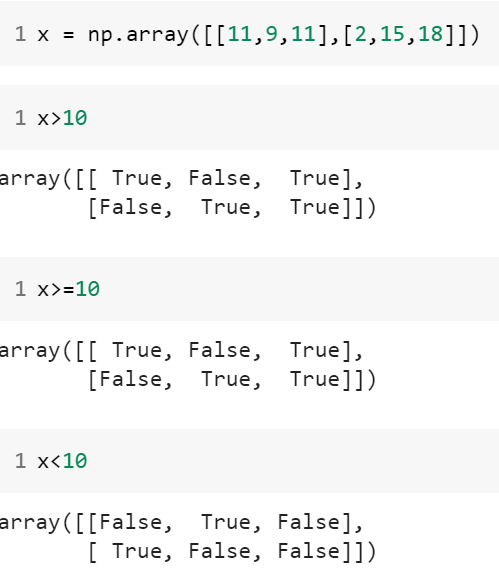 1 x = np.array([[11,9,11],[2,15,18]])
1 x>10
array([[ True, False,  True],
       [False,  True,  True]])
1 x>=10
array([[ True, False,  True],
       [False,  True,  True]])
1 x<10
array([[False,  True, False],
       [ True, False, False]])